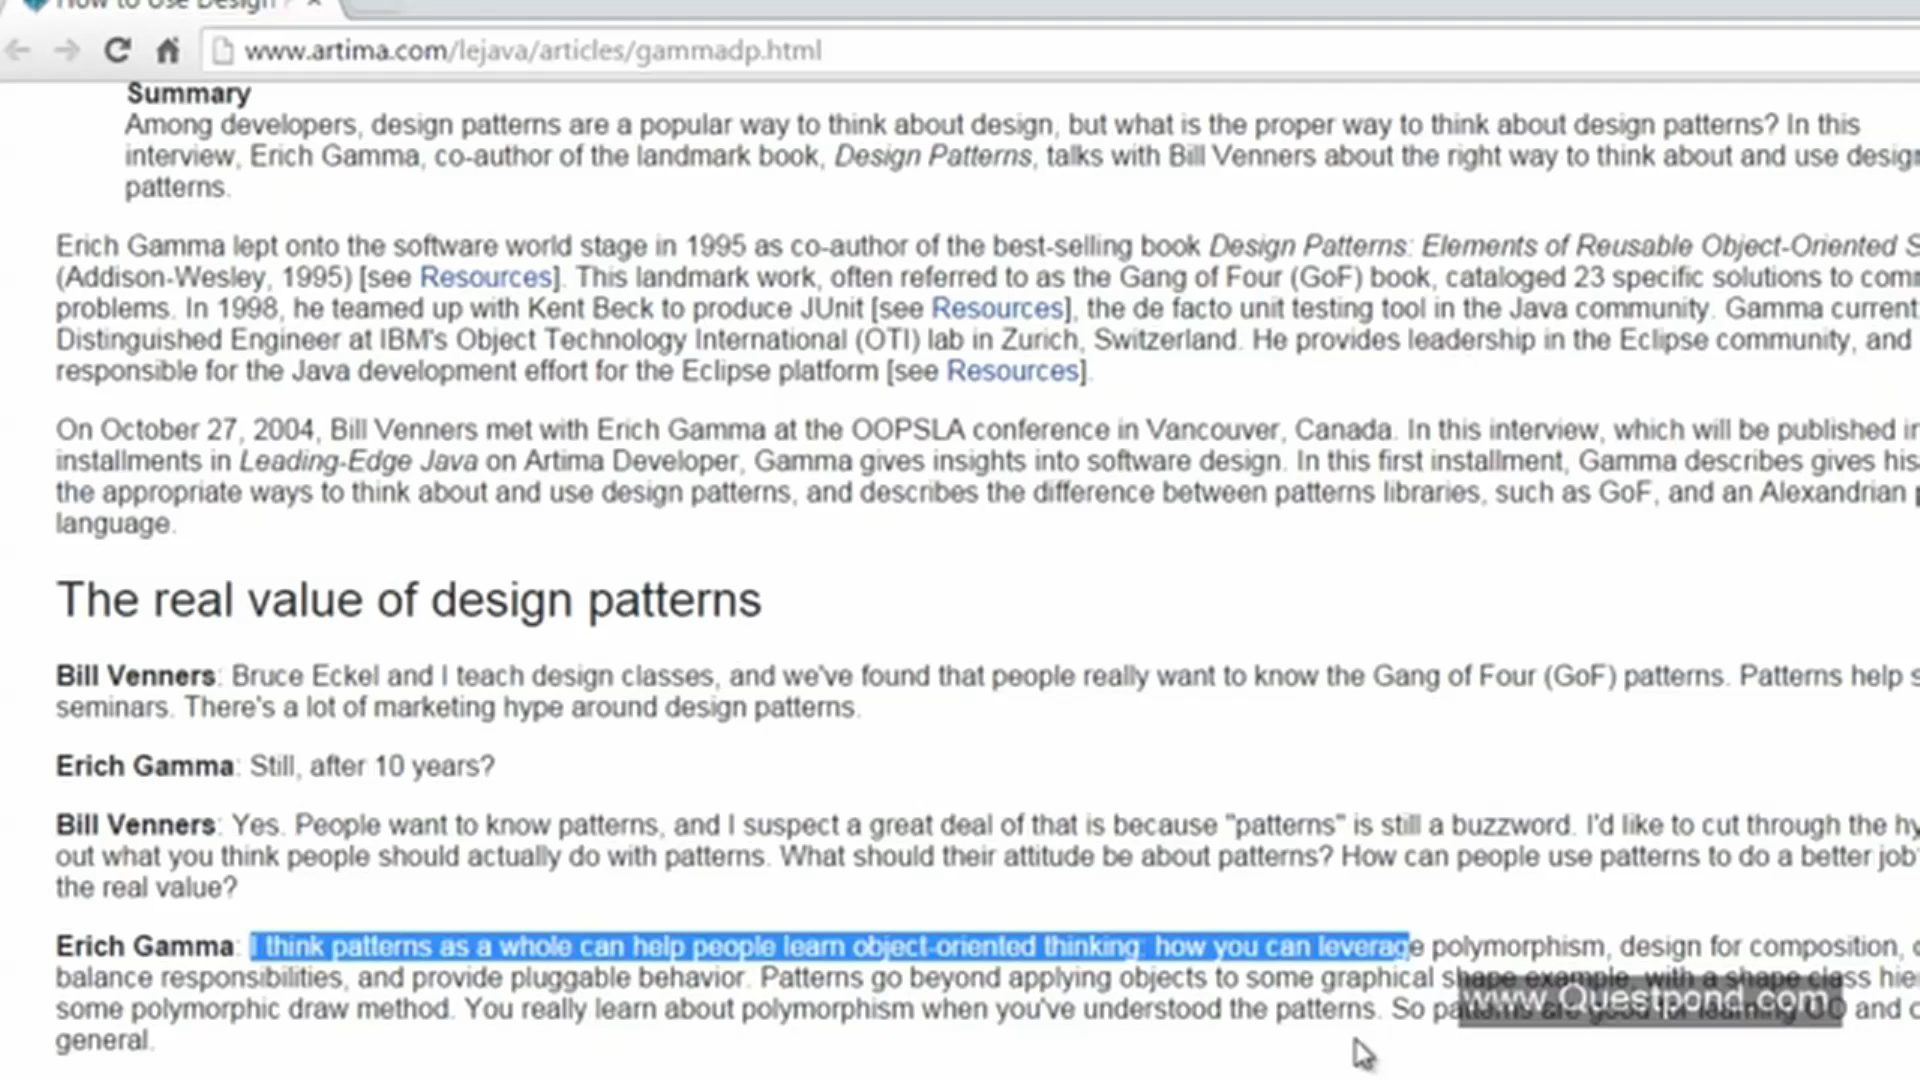 How to Use Design P
www.artima.com/lejava/articles/gammadp.html
Summary
Among developers, design patterns are a popular way to think about design, but what is the proper way to think about design patterns? In this
interview, Erich Gamma, co-author of the landmark book, Design Patterns, talks with Bill Venners about the right way to think about and use design
patterns.
Erich Gamma lept onto the software world stage in 1995 as co-author of the best-selling book Design Patterns: Elements of Reusable Object-Oriented S
(Addison-Wesley, 1995) [see Resources]. This landmark work, often referred to as the Gang of Four (GoF) book, cataloged 23 specific solutions to com
problems. In 1998, he teamed up with Kent Beck to produce JUnit [see Resources], the de facto unit testing tool in the Java community. Gamma current
Distinguished Engineer at IBM's Object Technology International (OTI) lab in Zurich, Switzerland. He provides leadership in the Eclipse community, and
responsible for the Java development effort for the Eclipse platform [see Resources].
On October 27, 2004, Bill Venners met with Erich Gamma at the OOPSLA conference in Vancouver, Canada. In this interview, which will be published in
installments in Leading-Edge Java on Artima Developer, Gamma gives insights into software design. In this first installment, Gamma describes gives his
the appropriate ways to think about and use design patterns, and describes the difference between patterns libraries, such as GoF, and an Alexandrian p
language.
The real value of design patterns
Bill Venners: Bruce Eckel and I teach design classes, and we've found that people really want to know the Gang of Four (GoF) patterns. Patterns help s
seminars. There's a lot of marketing hype around design patterns.
Erich Gamma: Still, after 10 years?
Bill Venners: Yes. People want to know patterns, and I suspect a great deal of that is because "patterns" is still a buzzword. I'd like to cut through the hy
out what you think people should actually do with patterns. What should their attitude be about patterns? How can people use patterns to do a better job
the real value?
Erich Gamma: I think patterns as a whole can help people learn object-oriented thinking: how you can leverage polymorphism, design for composition,
balance responsibilities, and provide pluggable behavior. Patterns go beyond applying objects to some graphical shape example, with a shape class hier
some polymorphic draw method. You really learn about polymorphism when you've understood the patterns. So patterns are good for learning OO and
general.
www.Questpond.com